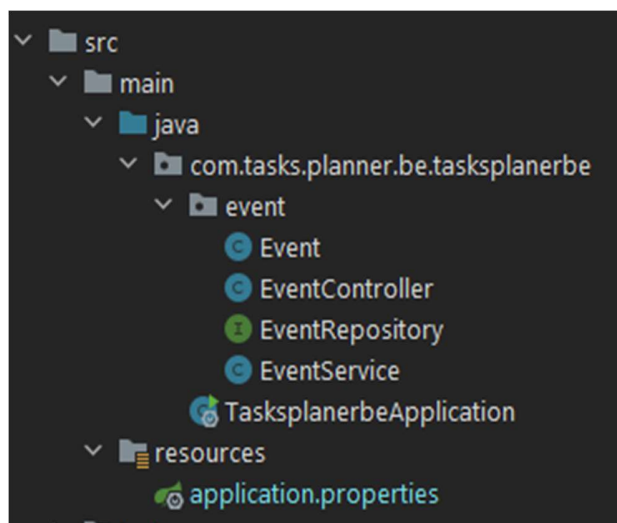 src
main
java
com.tasks.planner.be.tasksplanerbe
event
C Event
C EventController
I EventRepository
C EventService
TasksplanerbeApplication
resources
application.properties